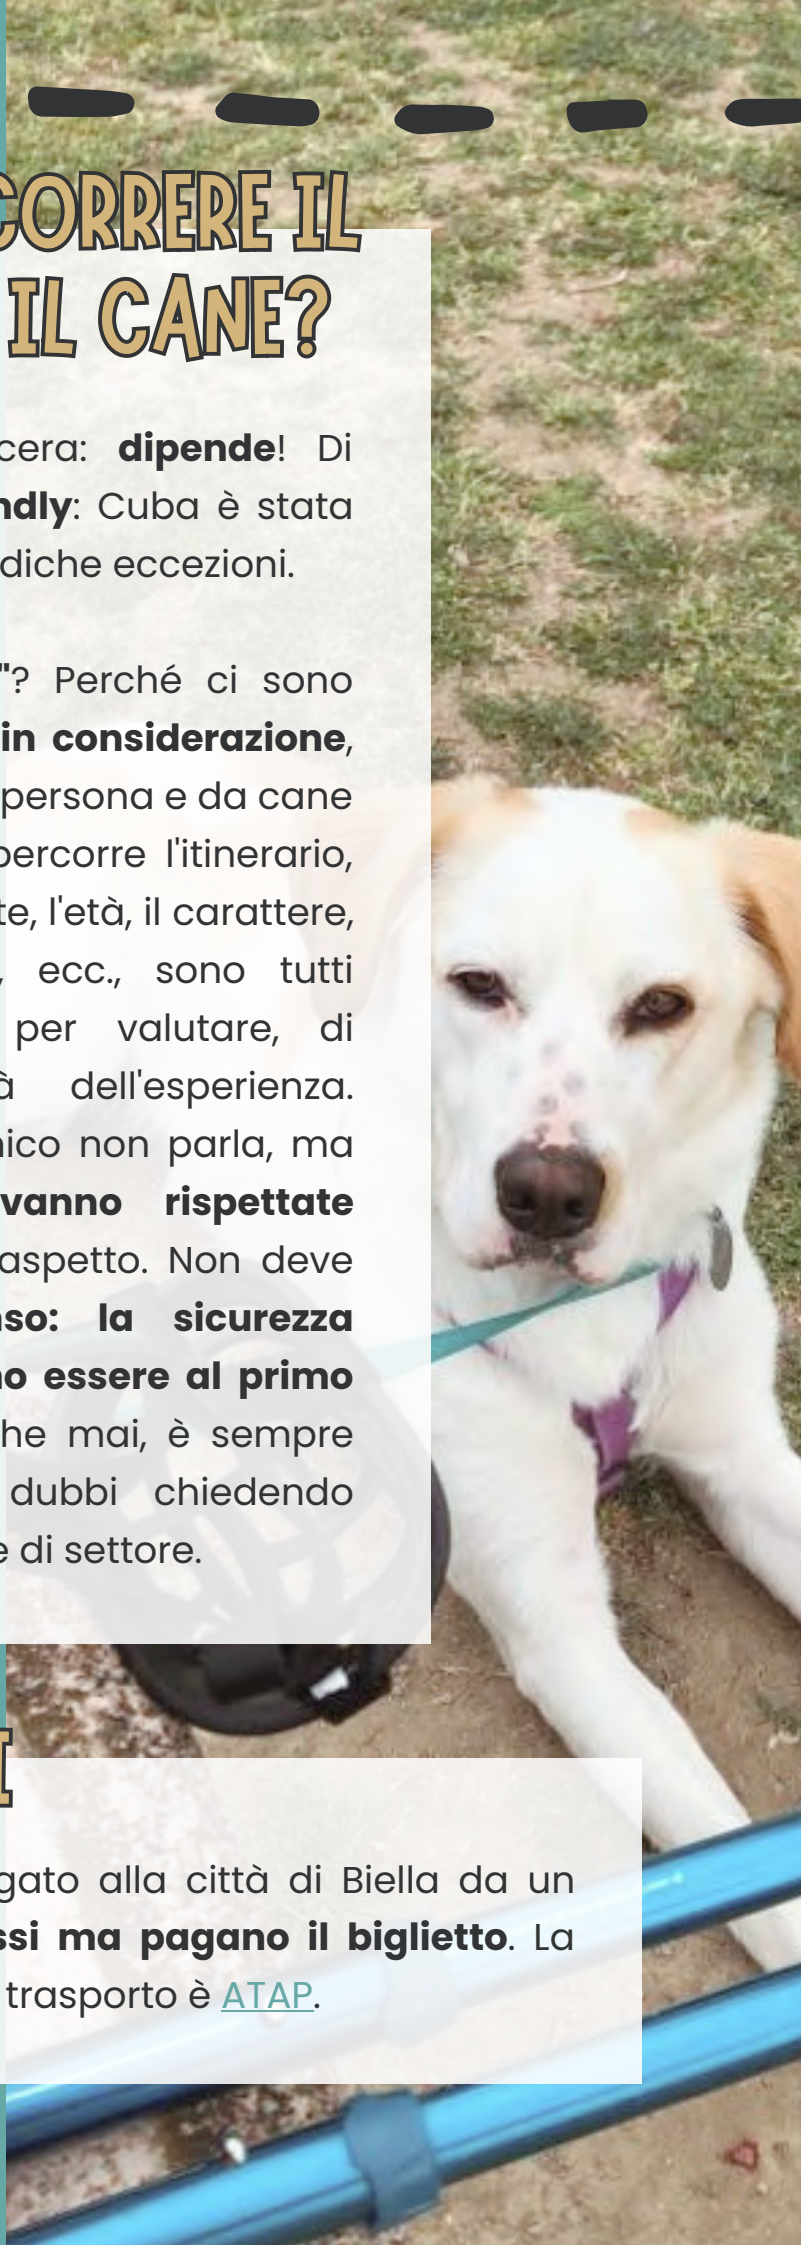 CORRERE IL
IL CANE?
cera: dipende! Di
ndly: Cuba è stata
diche eccezioni.
"? Perché ci sono
in considerazione,
persona e da cane
percorre l'itinerario,
te, l'età, il carattere,
, ecc., sono tutti
per valutare, di
à dell'esperienza.
nico non parla, ma
vanno rispettate
aspetto. Non deve
nso: la sicurezza
no essere al primo
che mai, è sempre
dubbi chiedendo
e di settore.
I
gato alla città di Biella da un
ssi ma pagano il biglietto. La
trasporto è ATAP.